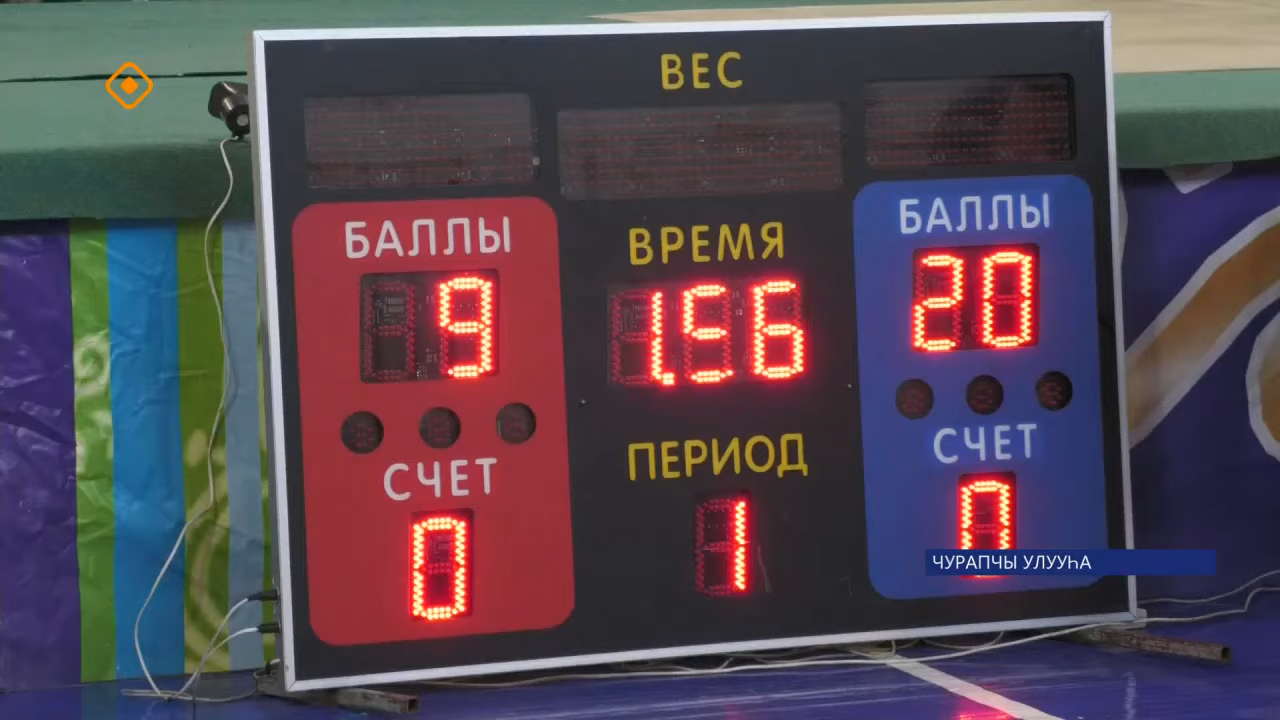 ВЕС
БАЛЛЫ
ВРЕМЯ
БАЛЛЫ
9
1.56
20
СЧЕТ
ПЕРИОД
СЧЕТ
0
1
0
ЧУРАПЧЫ УЛУУҺА